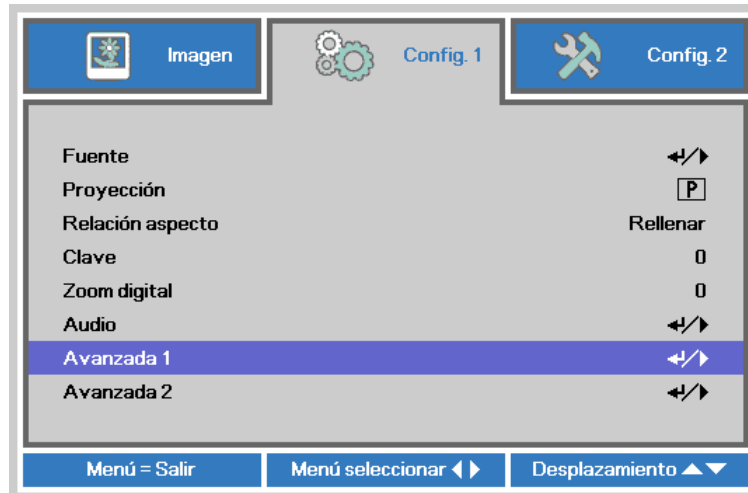 Imagen
Config. 1
Config. 2
Fuente
Proyección P
Relación aspecto Rellenar
Clave 0
Zoom digital 0
Audio
Avanzada 1
Avanzada 2
Menú = Salir
Menú seleccionar
Desplazamiento